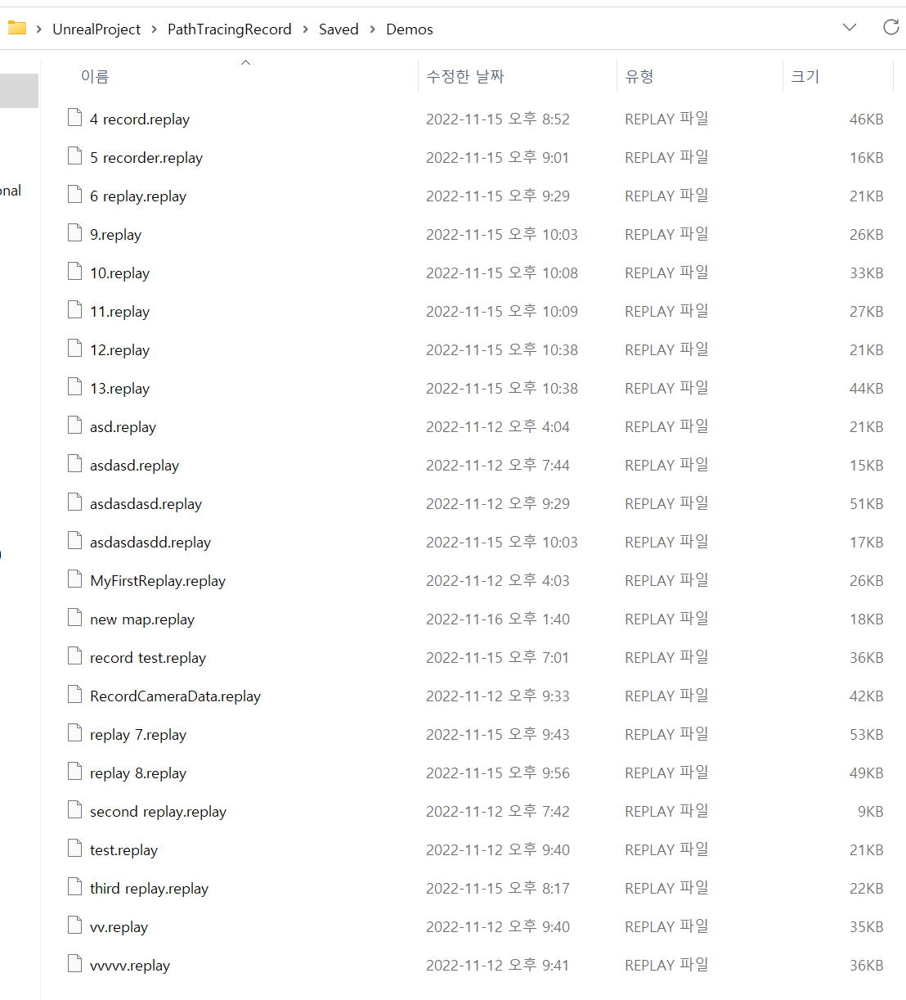 UnrealProject > PathTracingRecord > Saved > Demos
이름 수정한 날짜 유형 크기
4 record.replay 2022-11-15 오후 8:52 REPLAY 파일 46KB
5 recorder.replay 2022-11-15 오후 9:01 REPLAY 파일 16KB
onal
6 replay.replay 2022-11-15 오후 9:29 REPLAY 파일 21KB
9.replay 2022-11-15 오후 10:03 REPLAY 파일 26KB
10.replay 2022-11-15 오후 10:08 REPLAY 파일 33KB
11.replay 2022-11-15 오후 10:09 REPLAY 파일 27KB
12.replay 2022-11-15 오후 10:38 REPLAY 파일 21KB
13.replay 2022-11-15 오후 10:38 REPLAY 파일 44KB
asd.replay 2022-11-12 오후 4:04 REPLAY 파일 21KB
asdasd.replay 2022-11-12 오후 7:44 REPLAY 파일 15KB
asdasdasd.replay 2022-11-12 오후 9:29 REPLAY 파일 51KB
asdasdasdd.replay 2022-11-15 오후 10:03 REPLAY 파일 17KB
MyFirstReplay.replay 2022-11-12 오후 4:03 REPLAY 파일 26KB
new map.replay 2022-11-16 오후 1:40 REPLAY 파일 18KB
record test.replay 2022-11-15 오후 7:01 REPLAY 파일 36KB
RecordCameraData.replay 2022-11-12 오후 9:33 REPLAY 파일 42KB
replay 7.replay 2022-11-15 오후 9:43 REPLAY 파일 53KB
replay 8.replay 2022-11-15 오후 9:56 REPLAY 파일 49KB
second replay.replay 2022-11-12 오후 7:42 REPLAY 파일 9KB
test.replay 2022-11-12 오후 9:40 REPLAY 파일 21KB
third replay.replay 2022-11-15 오후 8:17 REPLAY 파일 22KB
vv.replay 2022-11-12 오후 9:40 REPLAY 파일 35KB
vvvvv.replay 2022-11-12 오후 9:41 REPLAY 파일 36KB